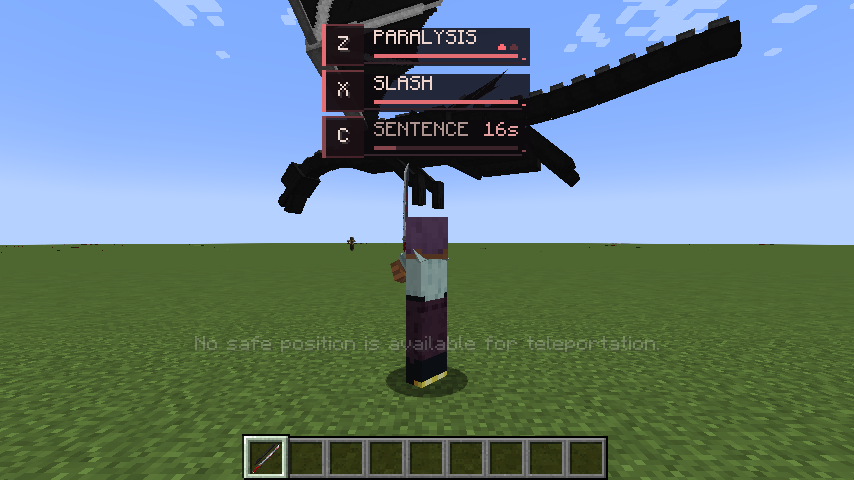 Z PARALYSIS
X SLASH
C SENTENCE 16s
No safe position is available for teleportation.